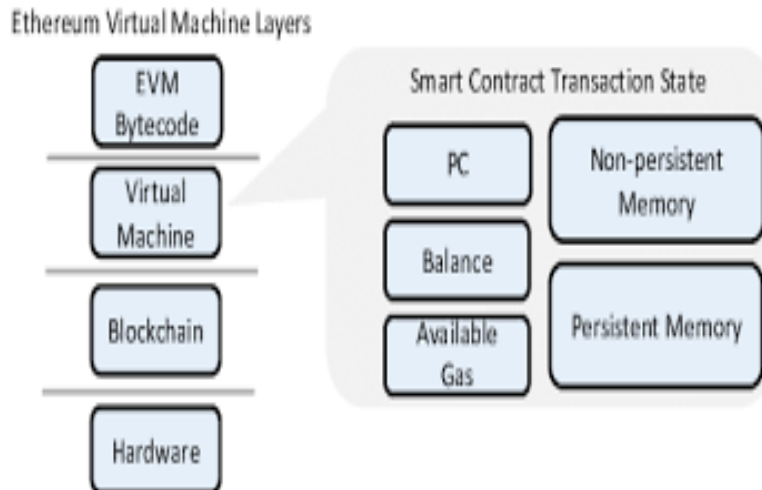 Ethereum Virtual Machine Layers
EVM
Bytecode
Virtual
Machine
Blockchain
Hardware
Smart Contract Transaction State
PC
Balance
Available
Gas
Non-persistent
Memory
Persistent Memory